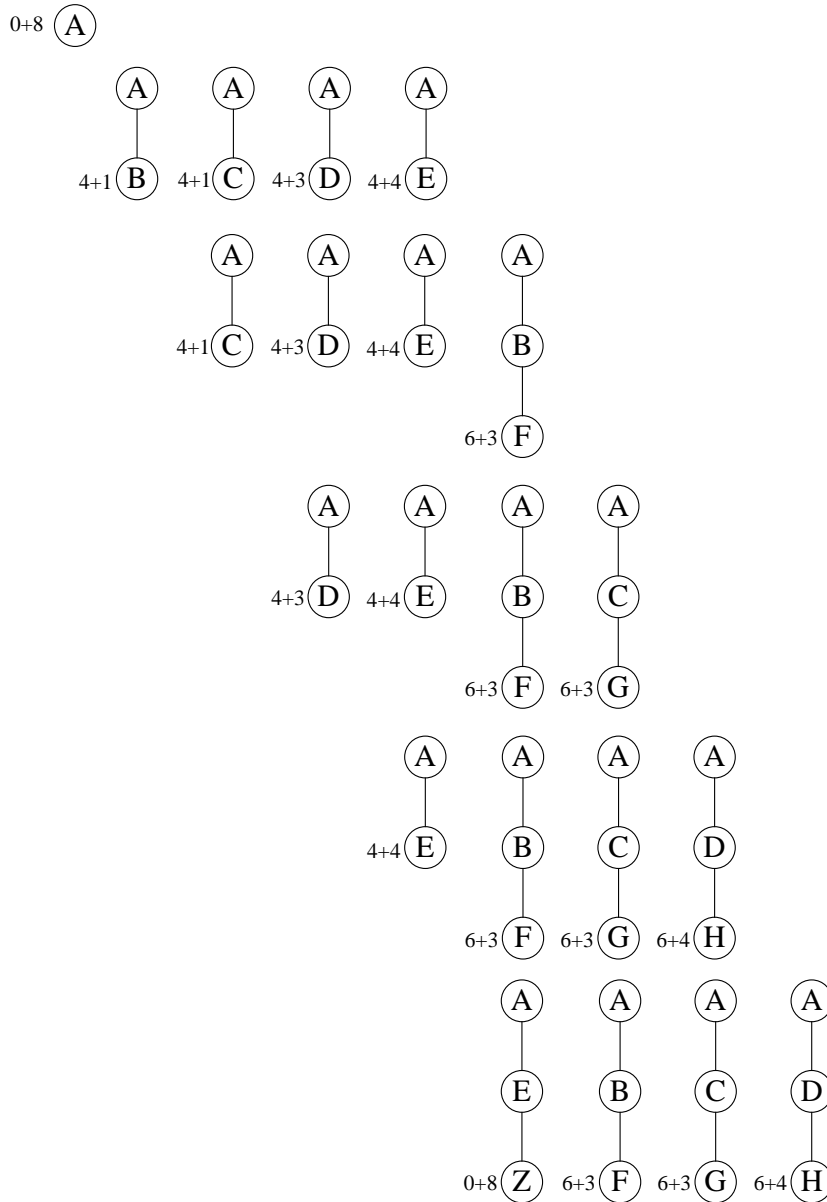 0+8 A
A A A A
4+1 B 4+1 C 4+3 D 4+4 E
A A A A
4+1 C 4+3 D 4+4 E B
6+3 F
A A A A
4+3 D 4+4 E B C
6+3 F 6+3 G
A A A A
4+4 E B C D
6+3 F 6+3 G 6+4 H
A A A A
E B C D
0+8 Z 6+3 F 6+3 G 6+4 H